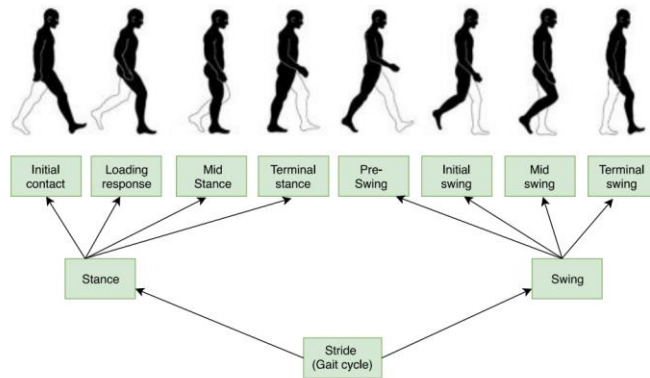 Initial
contact
Loading
response
Mid
Stance
Terminal
stance
Pre-
Swing
Initial
swing
Mid
swing
Terminal
swing
Stance
Swing
Stride
(Gait cycle)